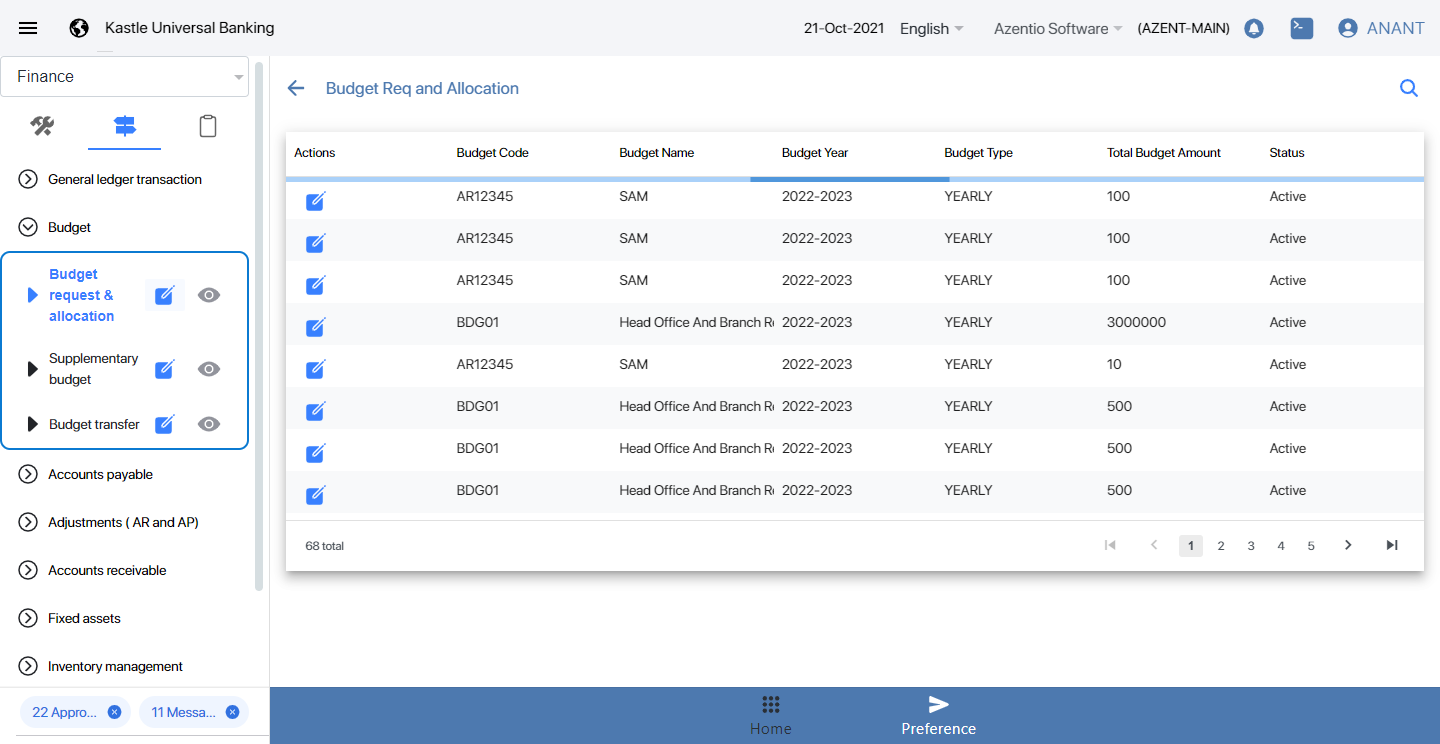 Kastle Universal Banking
21-Oct-2021
English
Azentio Software
(AZENT-MAIN)
ANANT
Finance
General ledger transaction
Budget
Budget
request &
allocation
Supplementary
budget
Budget transfer
Accounts payable
Adjustments ( AR and AP)
Accounts receivable
Fixed assets
Inventory management
22 Appro...
11 Messa...
Budget Req and Allocation
Actions Budget Code Budget Name Budget Year Budget Type Total Budget Amount Status
AR12345 SAM 2022-2023 YEARLY 100 Active
AR12345 SAM 2022-2023 YEARLY 100 Active
AR12345 SAM 2022-2023 YEARLY 100 Active
BDG01 Head Office And Branch Re 2022-2023 YEARLY 3000000 Active
AR12345 SAM 2022-2023 YEARLY 10 Active
BDG01 Head Office And Branch Re 2022-2023 YEARLY 500 Active
BDG01 Head Office And Branch Re 2022-2023 YEARLY 500 Active
BDG01 Head Office And Branch Re 2022-2023 YEARLY 500 Active
68 total
1 2 3 4 5
Home
Preference